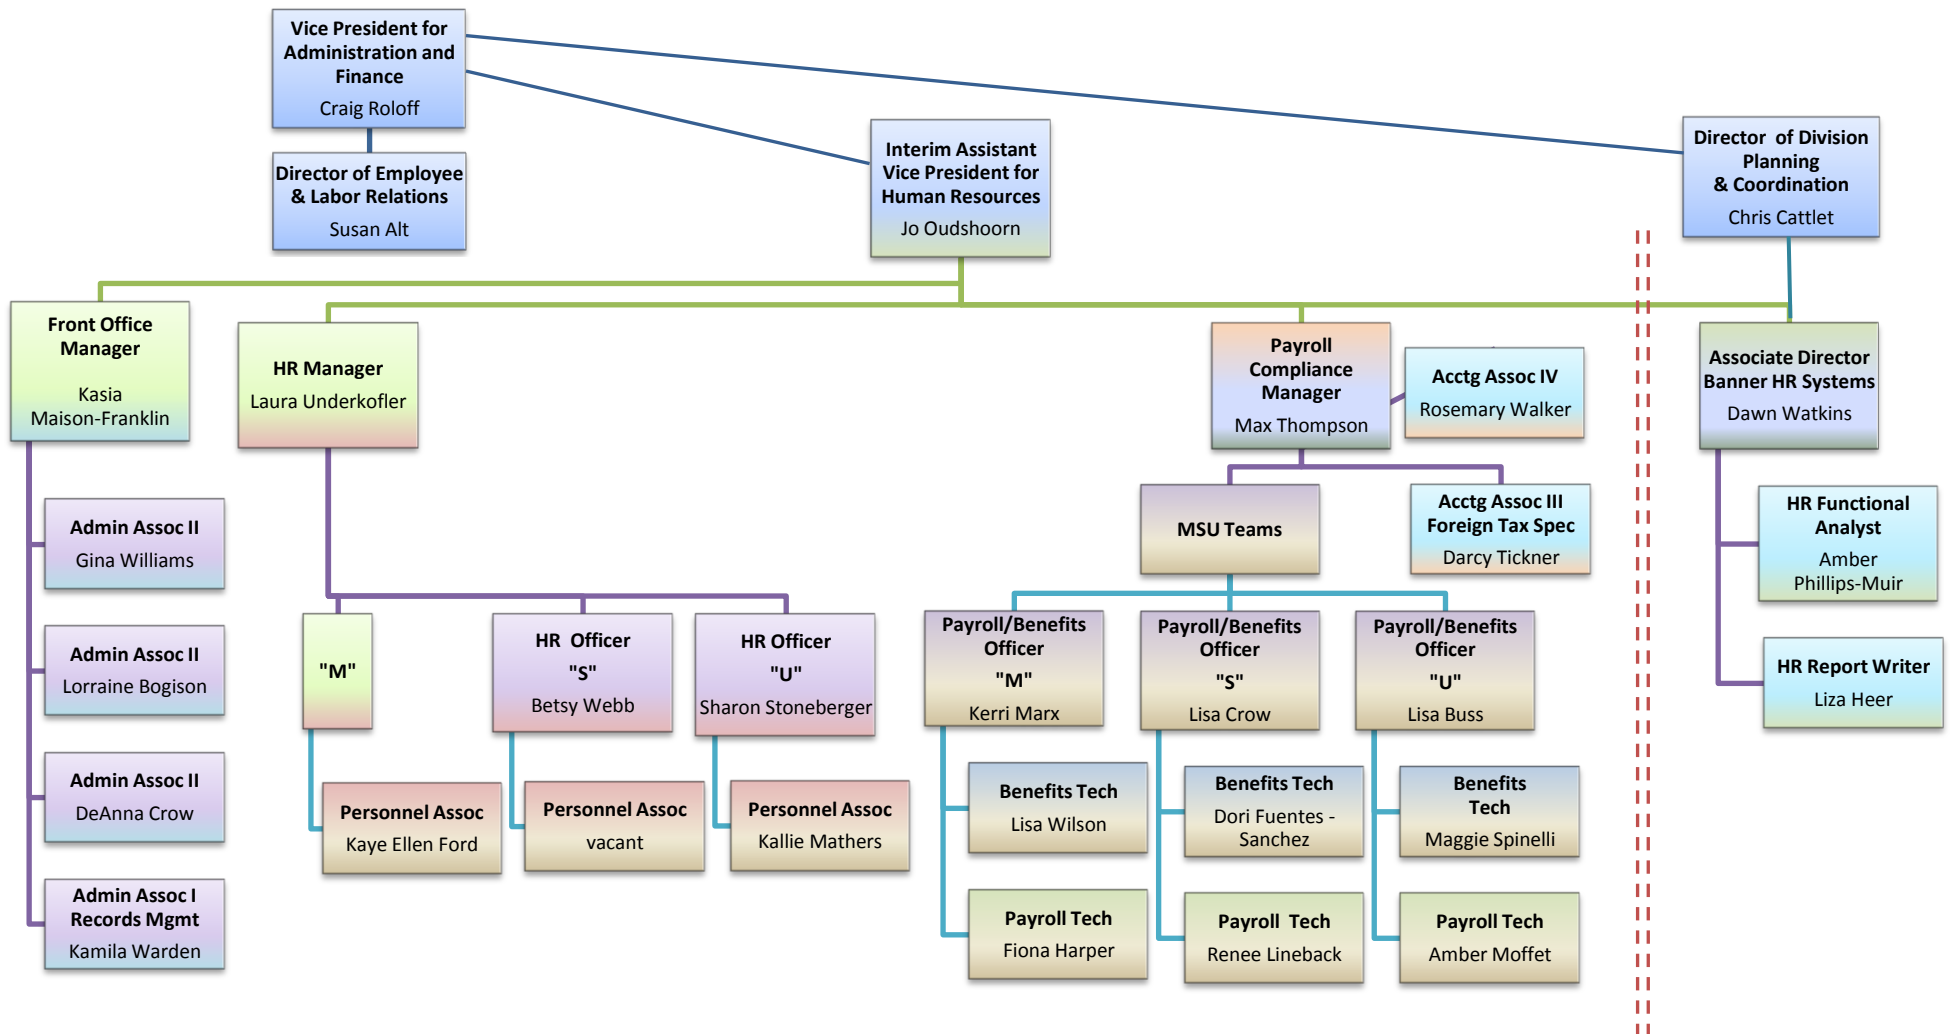 Vice President for
Administration and
Finance
Craig Roloff
Director of Employee
& Labor Relations
Susan Alt
Interim Assistant
Vice President for
Human Resources
Jo Oudshoorn
Director of Division
Planning
& Coordination
Chris Cattlet
Front Office
Manager
Kasia
Maison-Franklin
HR Manager
Laura Underkofler
Payroll
Compliance
Manager
Max Thompson
Acctg Assoc IV
Rosemary Walker
Associate Director
Banner HR Systems
Dawn Watkins
Admin Assoc II
Gina Williams
Admin Assoc II
Lorraine Bogison
Admin Assoc II
DeAnna Crow
Admin Assoc I
Records Mgmt
Kamila Warden
"M"
HR Officer
"S"
Betsy Webb
HR Officer
"U"
Sharon Stoneberger
Personnel Assoc
Kaye Ellen Ford
Personnel Assoc
vacant
Personnel Assoc
Kallie Mathers
MSU Teams
Acctg Assoc III
Foreign Tax Spec
Darcy Tickner
Payroll/Benefits
Officer
"M"
Kerri Marx
Payroll/Benefits
Officer
"S"
Lisa Crow
Payroll/Benefits
Officer
"U"
Lisa Buss
Benefits Tech
Lisa Wilson
Benefits Tech
Dori Fuentes -
Sanchez
Benefits
Tech
Maggie Spinelli
Payroll Tech
Fiona Harper
Payroll Tech
Renee Lineback
Payroll Tech
Amber Moffet
HR Functional
Analyst
Amber
Phillips-Muir
HR Report Writer
Liza Heer